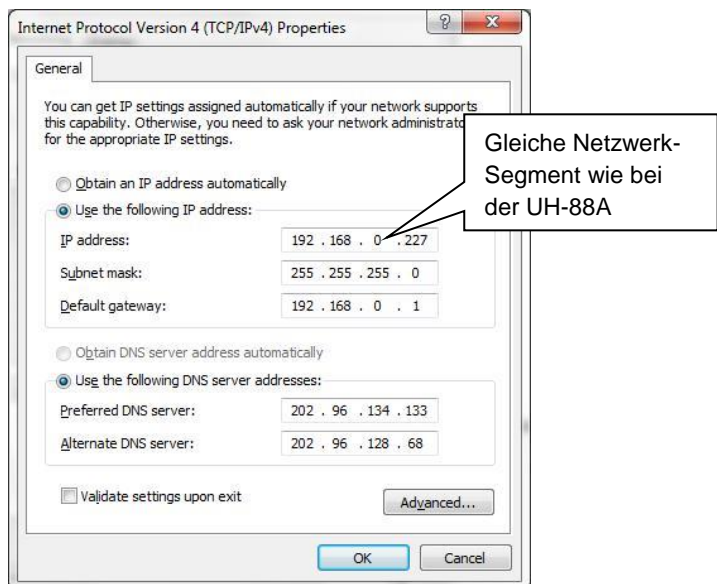 Internet Protocol Version 4 (TCP/IPv4) Properties
General
You can get IP settings assigned automatically if your network supports
this capability. Otherwise, you need to ask your network administrato
for the appropriate IP settings.
Gleiche Netzwerk-
Segment wie bei
der UH-88A
Obtain an IP address automatically
Use the following IP address:
IP address: 192 . 168 . 0 . 227
Subnet mask: 255 . 255 . 255 . 0
Default gateway: 192 . 168 . 0 . 1
Obtain DNS server address automatically
Use the following DNS server addresses:
Preferred DNS server: 202 . 96 . 134 . 133
Alternate DNS server: 202 . 96 . 128 . 68
Validate settings upon exit
Advanced...
OK Cancel